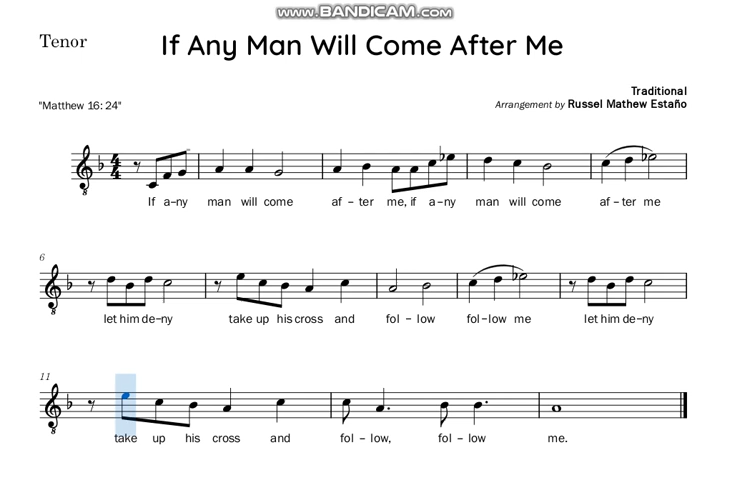 www.BANDICAM.com
Tenor
If Any Man Will Come After Me
Traditional
"Matthew 16: 24"
Arrangement by Russel Mathew Estaño
If a–ny man will come af– ter me, if a–ny man will come af– ter me
6
let him de–ny take up his cross and fol – low fol–low me let him de–ny
11
take up his cross and fol – low, fol – low me.